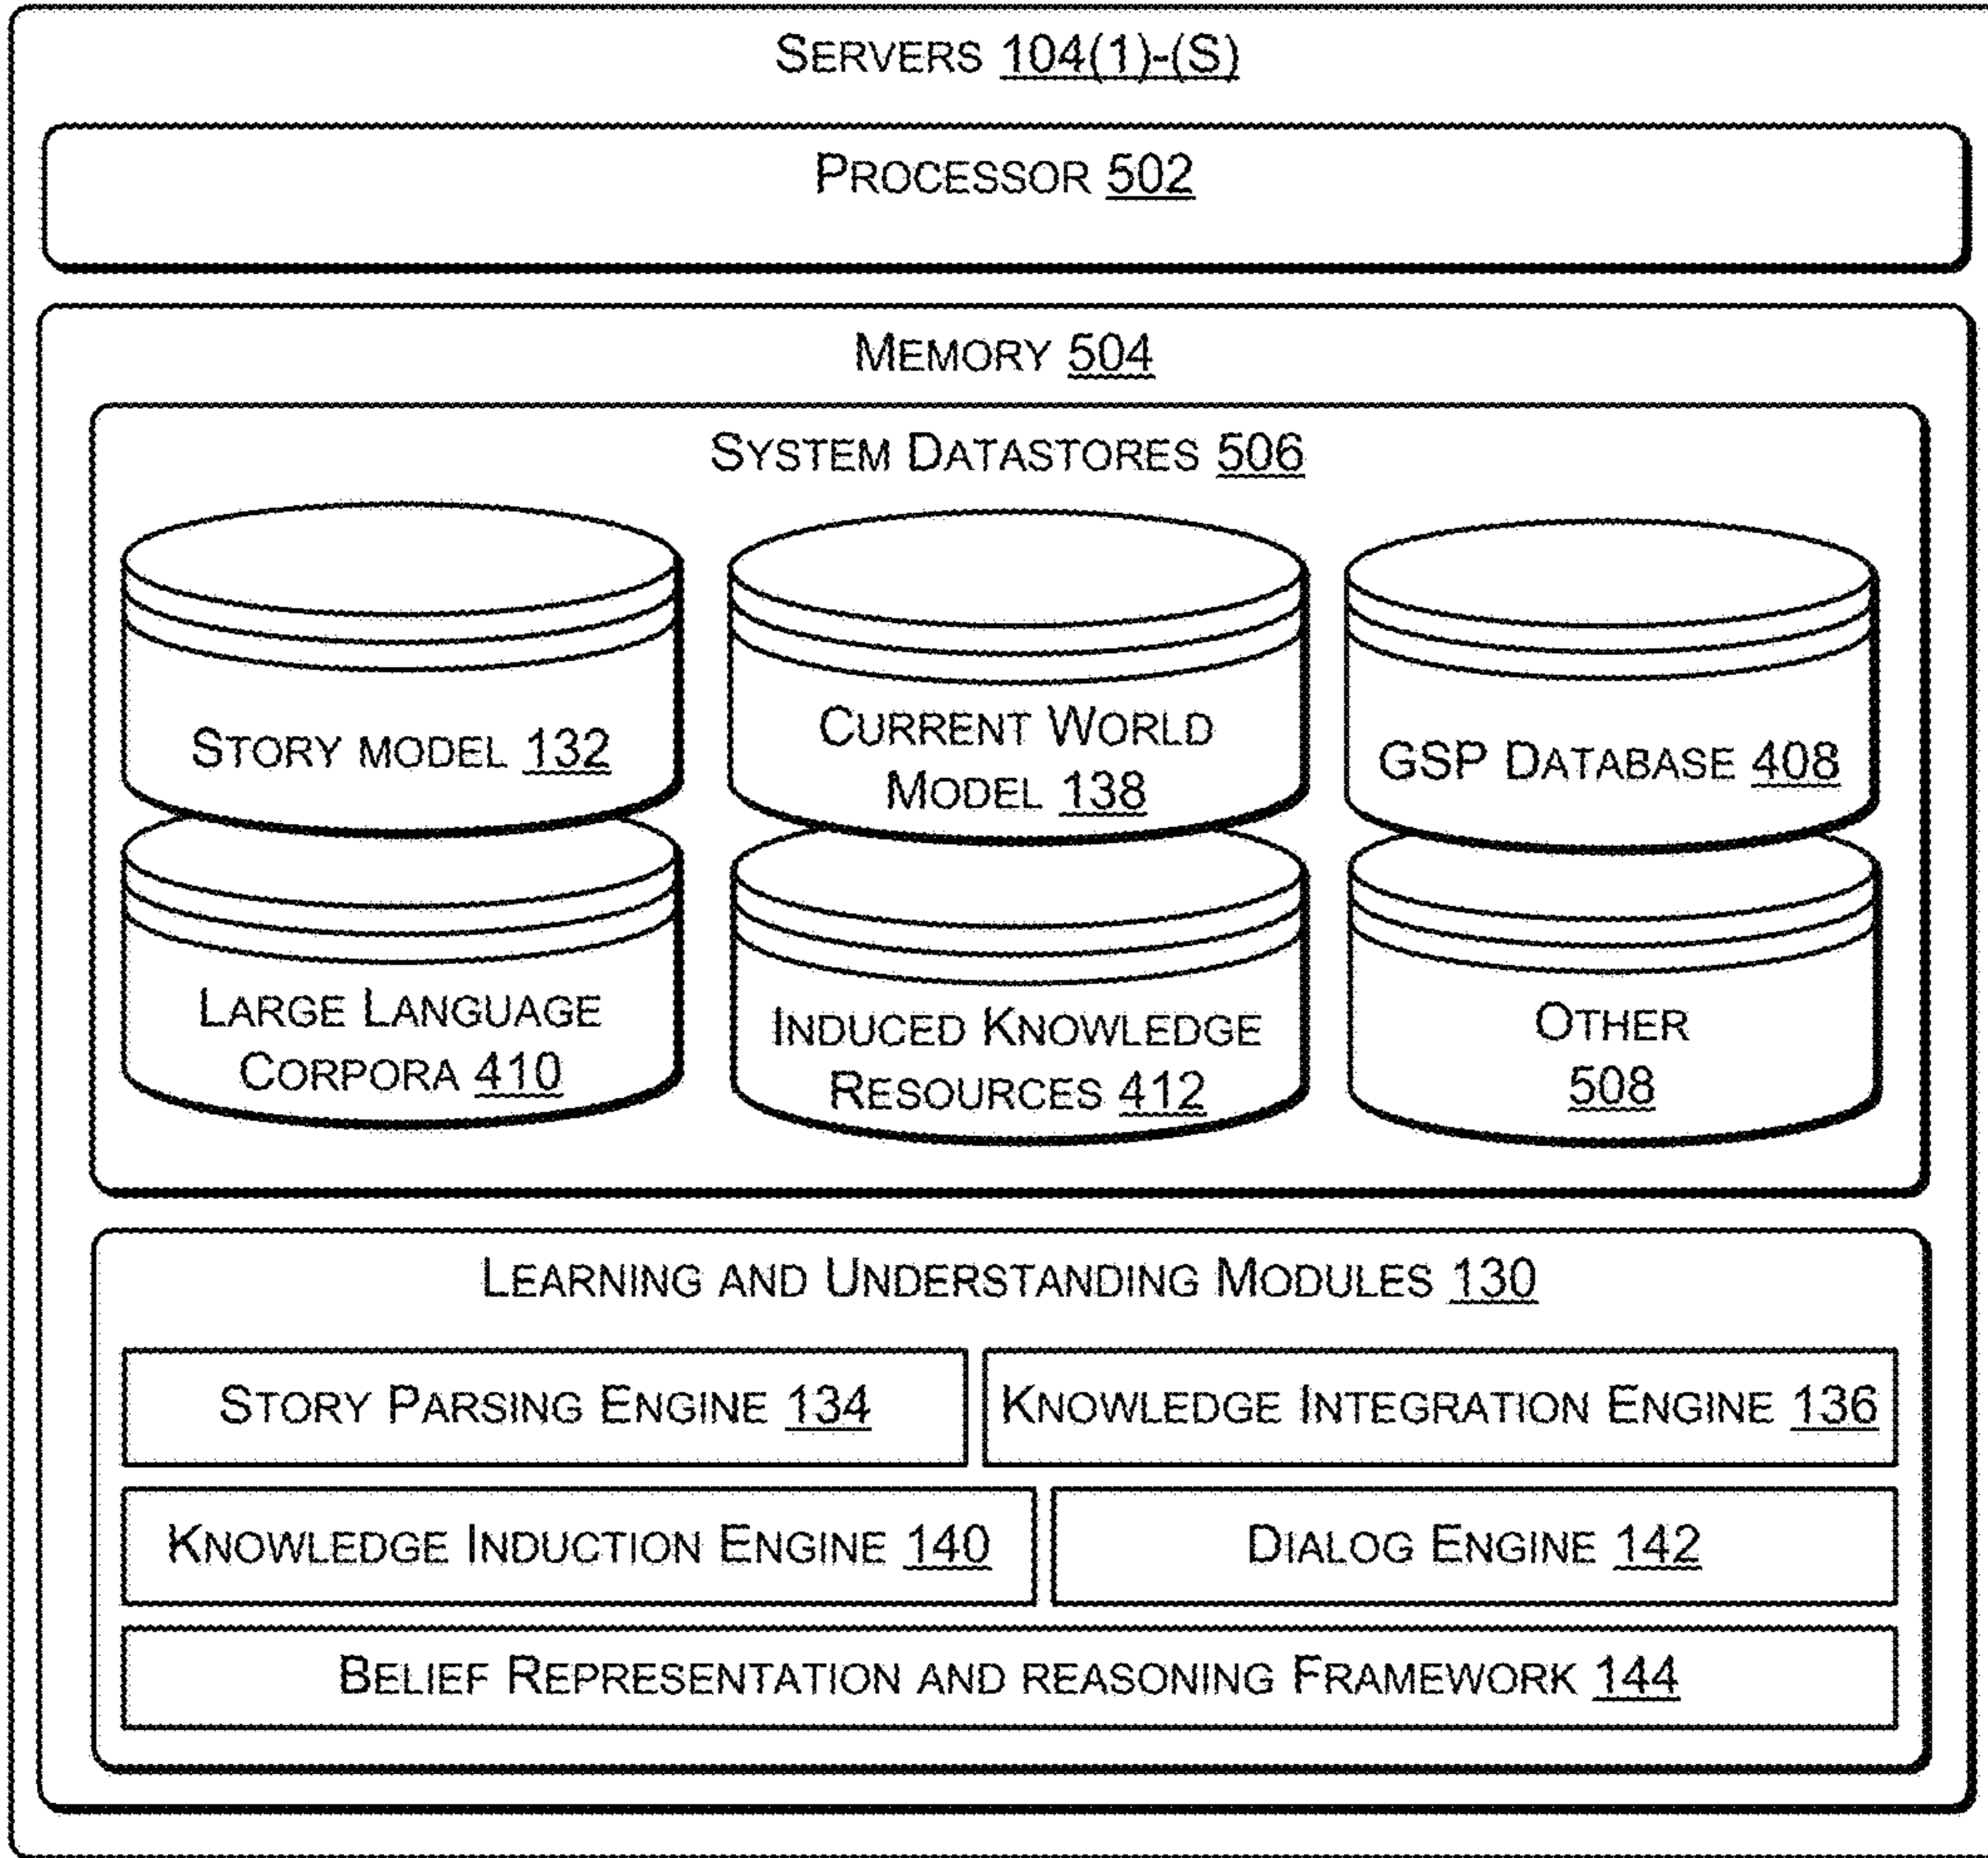 SERVERS 104(1)-(S)
PROCESSOR 502
MEMORY 504
SYSTEM DATASTORES 506
STORY MODEL 132
CURRENT WORLD
MODEL 138
GSP DATABASE 408
LARGE LANGUAGE
CORPORA 410
INDUCED KNOWLEDGE
RESOURCES 412
OTHER
508
LEARNING AND UNDERSTANDING MODULES 130
STORY PARSING ENGINE 134
KNOWLEDGE INTEGRATION ENGINE 136
KNOWLEDGE INDUCTION ENGINE 140
DIALOG ENGINE 142
BELIEF REPRESENTATION AND REASONING FRAMEWORK 144